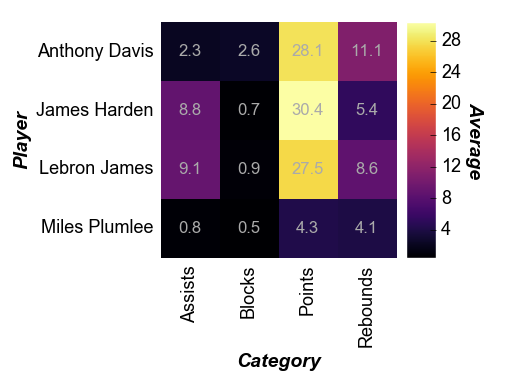 Anthony Davis 2.3 2.6 28.1 11.1
James Harden 8.8 0.7 30.4 5.4
Lebron James 9.1 0.9 27.5 8.6
Miles Plumlee 0.8 0.5 4.3 4.1
Player
Assists
Blocks
Points
Rebounds
Category
28
24
20
16
12
8
4
Average